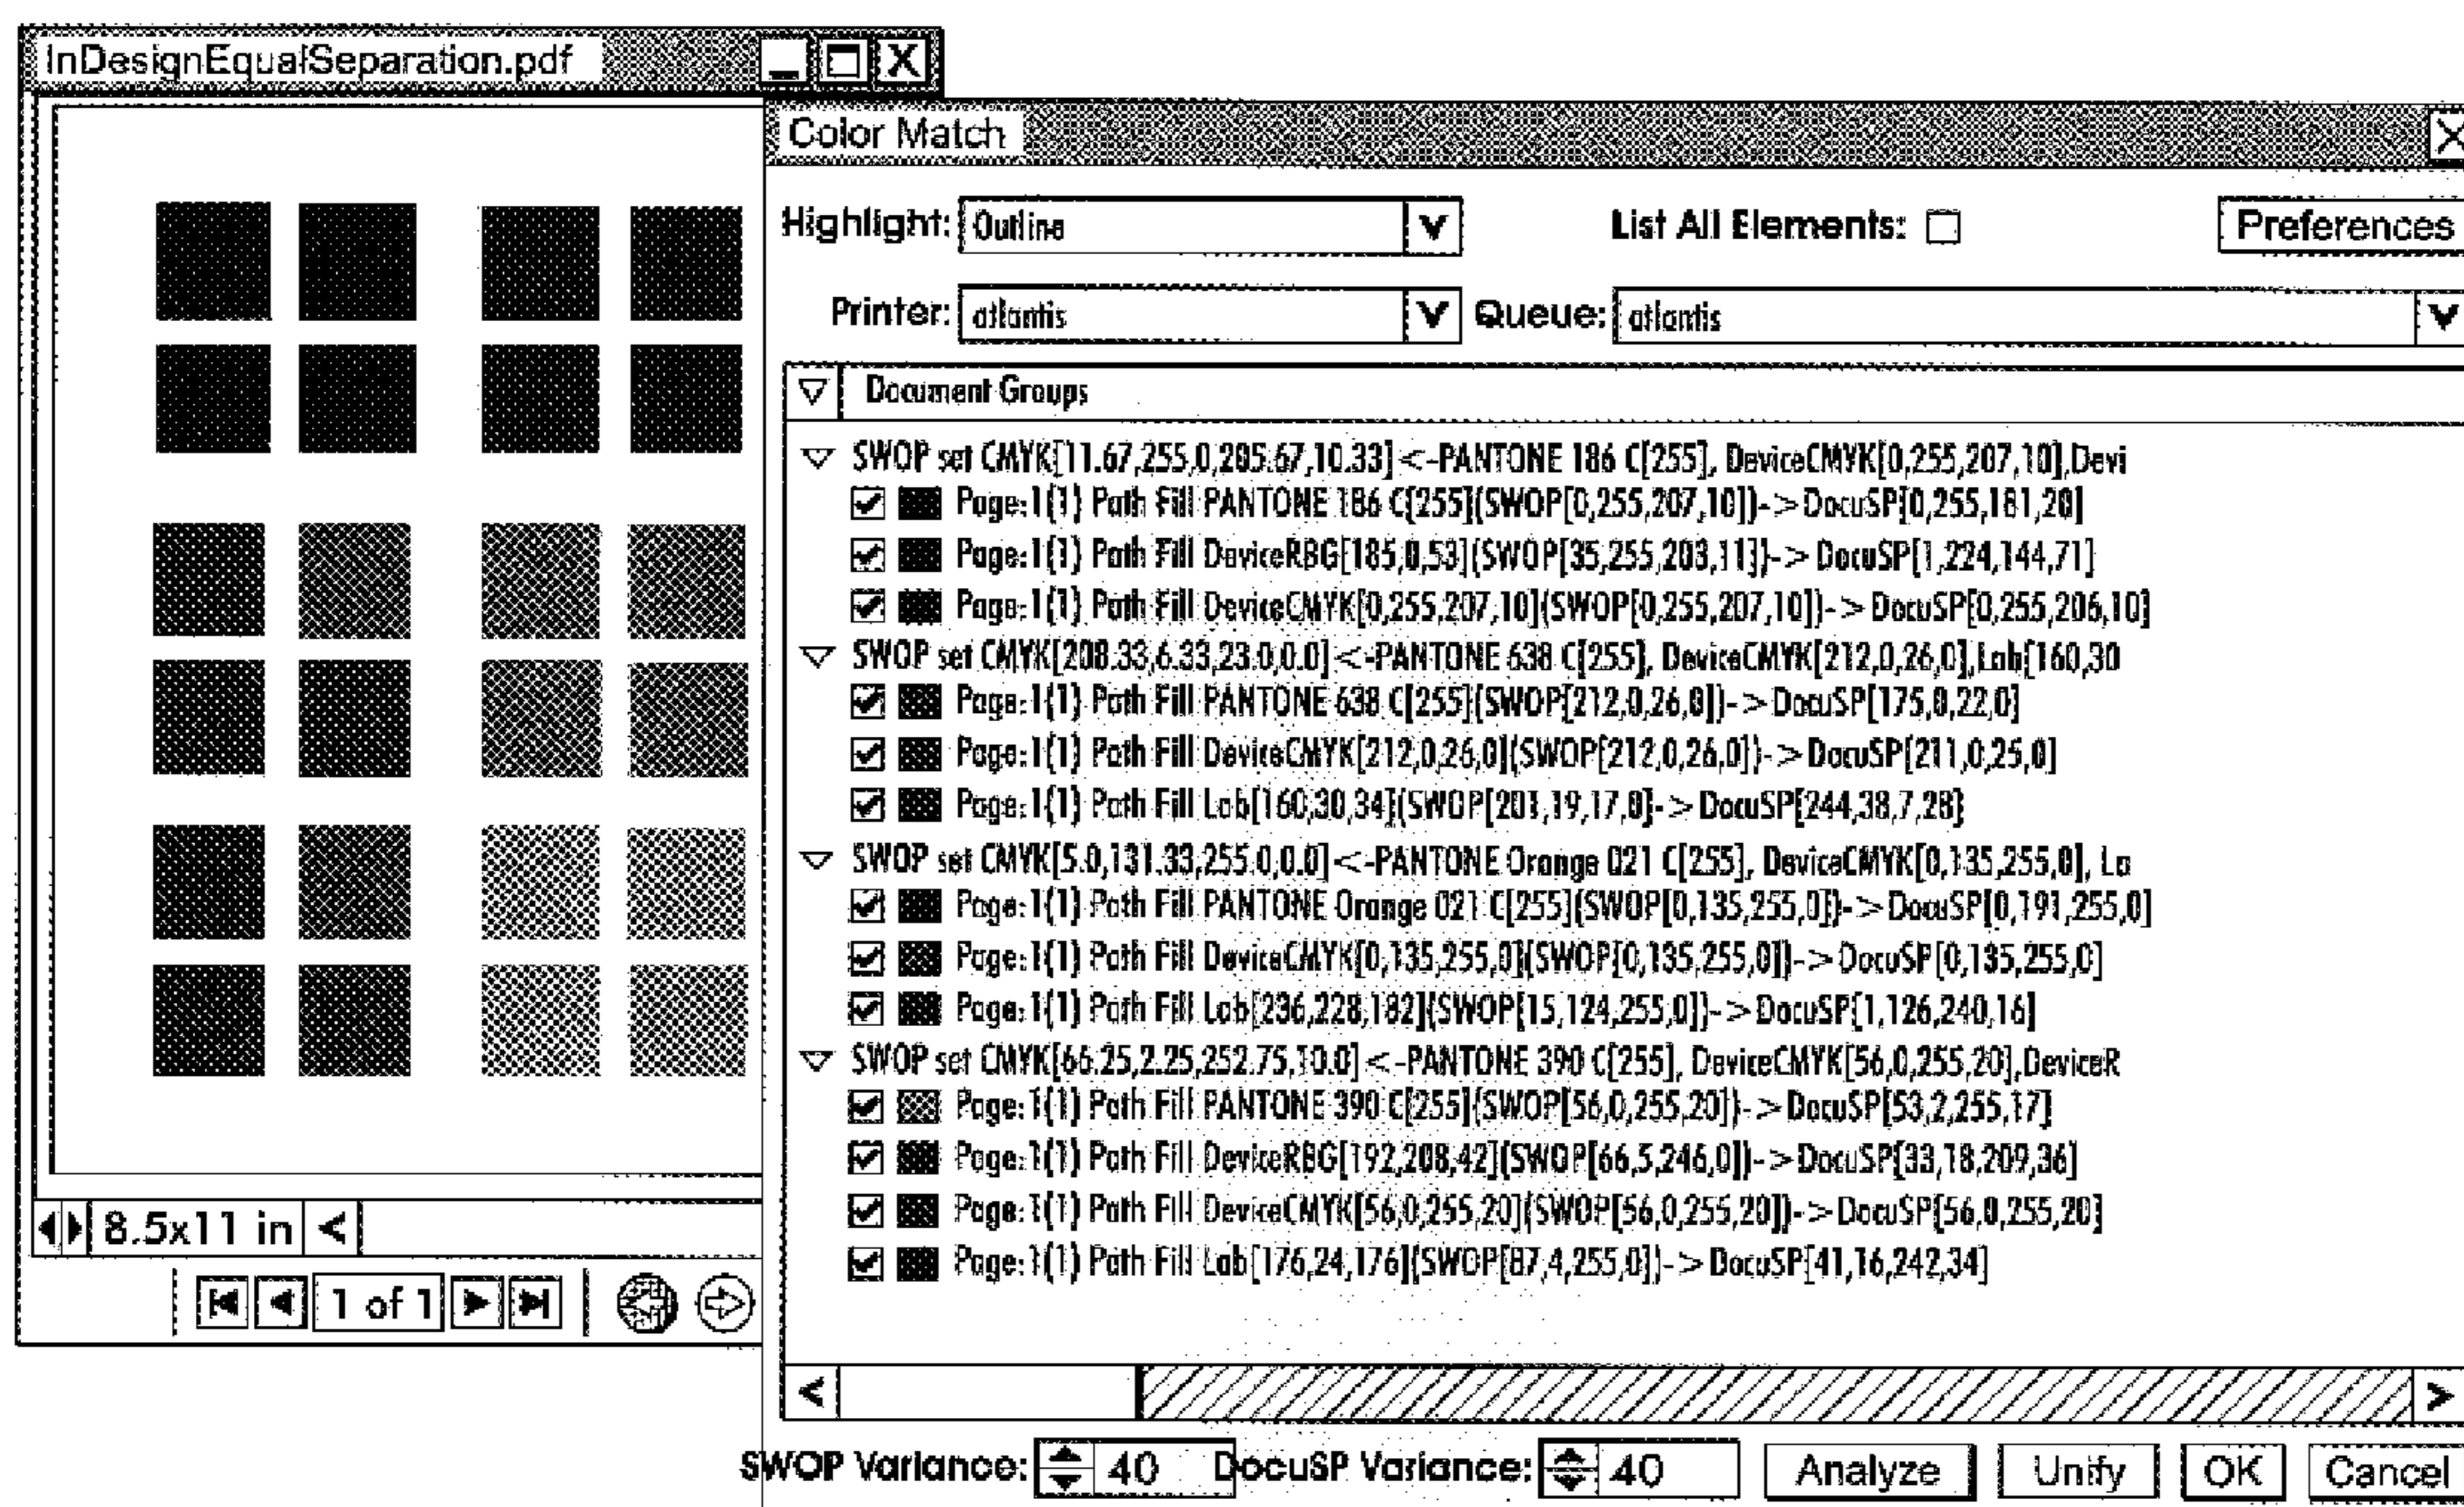 InDesignEqualSeparation.pdf
Color Match
Highlight: Outline List All Elements: Preferences
Printer: atlantis Queue: atlantis
Document Groups
SWOP set CMYK[11.67,255,0,205.67,10.33]<-PANTONE 186 C[255], DeviceCMYK[0,255,207,10],Devi
Page:1(1) Path Fill PANTONE 186 C[255](SWOP[0,255,207,10])->DocuSP[0,255,181,20]
Page:1(1) Path Fill DeviceRBG[185,0,53](SWOP[35,255,203,11])->DocuSP[1,224,144,71]
Page:1(1) Path Fill DeviceCMYK[0,255,207,10](SWOP[0,255,207,10])->DocuSP[0,255,206,10]
SWOP set CMYK[208.33,6.33,23.0,0.0]<-PANTONE 638 C[255], DeviceCMYK[212,0,26,0],Lab[160,30
Page:1(1) Path Fill PANTONE 638 C[255](SWOP[212,0,26,0])->DocuSP[175,0,22,0]
Page:1(1) Path Fill DeviceCMYK[212,0,26,0](SWOP[212,0,26,0])->DocuSP[211,0,25,0]
Page:1(1) Path Fill Lab[160,30,34](SWOP[201,19,17,0]->DocuSP[244,38,7,28]
SWOP set CMYK[5.0,131.33,255.0,0.0]<-PANTONE Orange 021 C[255], DeviceCMYK[0,135,255,0], La
Page:1(1) Path Fill PANTONE Orange 021 C[255](SWOP[0,135,255,0])->DocuSP[0,191,255,0]
Page:1(1) Path Fill DeviceCMYK[0,135,255,0](SWOP[0,135,255,0])->DocuSP[0,135,255,0]
Page:1(1) Path Fill Lab[236,228,182](SWOP[15,124,255,0])->DocuSP[1,126,240,16]
SWOP set CMYK[66.25,2.25,252.75,10.0]<-PANTONE 390 C[255], DeviceCMYK[56,0,255,20],DeviceR
Page:1(1) Path Fill PANTONE 390 C[255](SWOP[56,0,255,20])->DocuSP[53,2,255,17]
Page:1(1) Path Fill DeviceRBG[192,208,42](SWOP[66,5,246,0])->DocuSP[33,18,209,36]
Page:1(1) Path Fill DeviceCMYK[56,0,255,20](SWOP[56,0,255,20])->DocuSP[56,0,255,20]
Page:1(1) Path Fill Lab[176,24,176](SWOP[87,4,255,0])->DocuSP[41,16,242,34]
8.5x11 in
1 of 1
SWOP Variance: 40 DocuSP Variance: 40 Analyze Unify OK Cancel